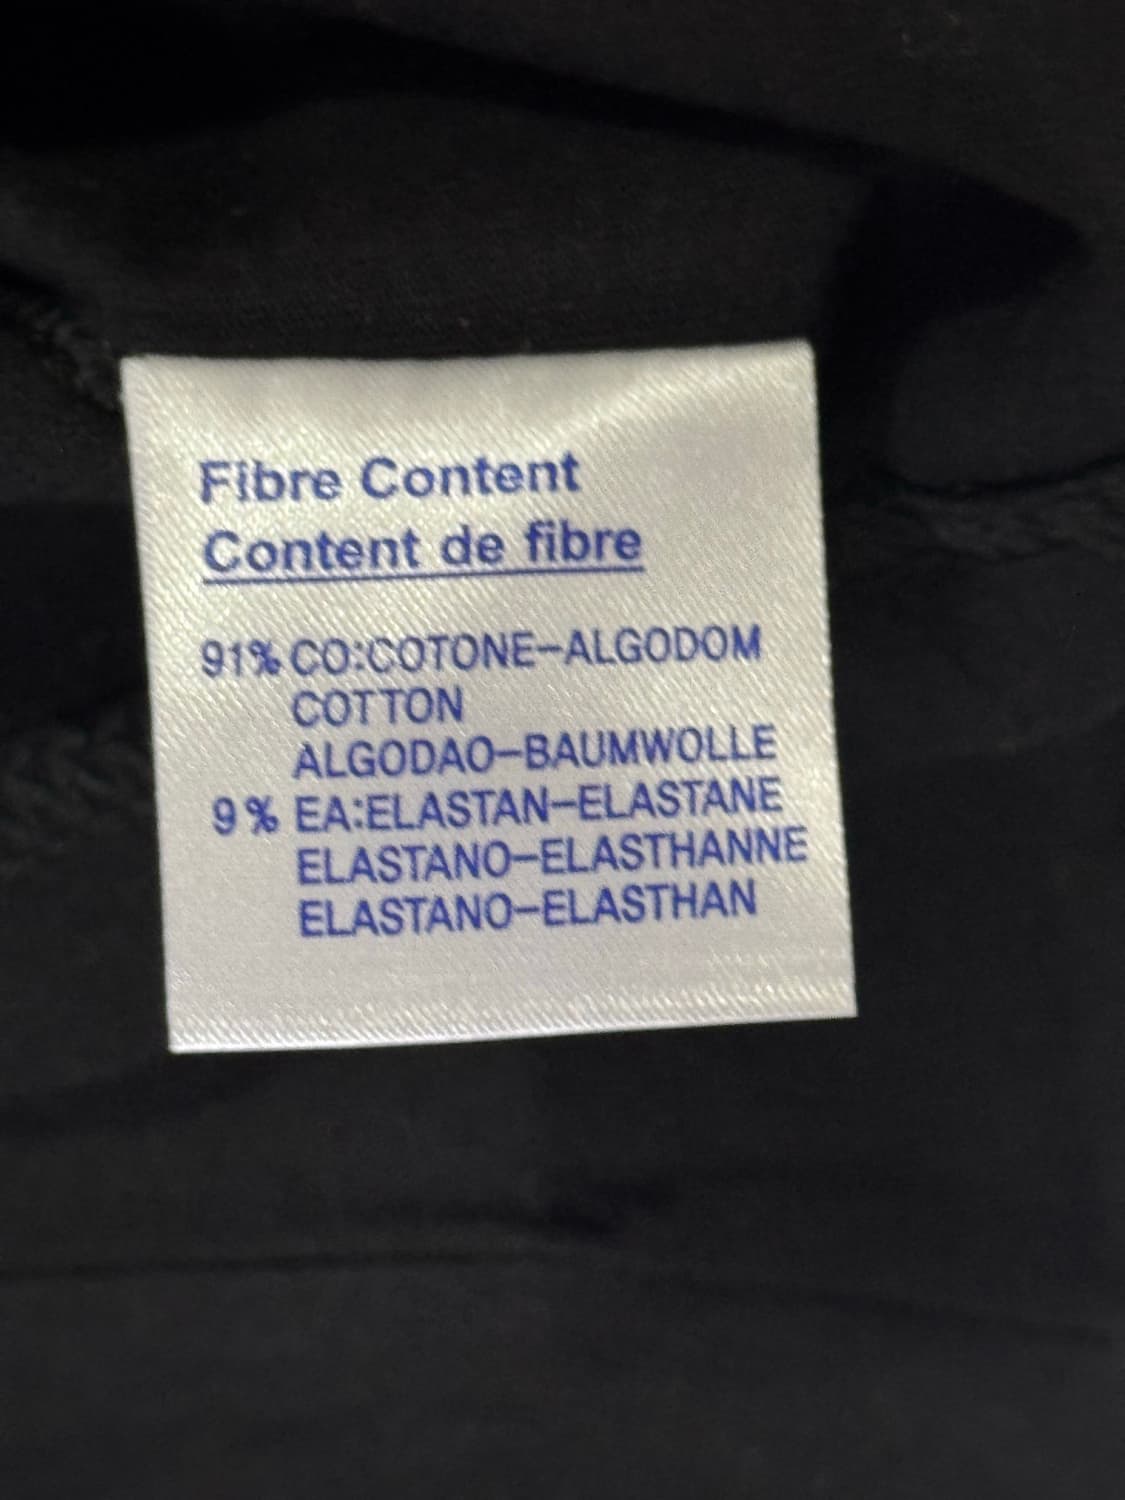 Fibre Content
Content de fibre
91% CO:COTONE-ALGODOM
COTTON
ALGODAO-BAUMWOLLE
9% EA:ELASTAN-ELASTANE
ELASTANO-ELASTHANNE
ELASTANO-ELASTHAN